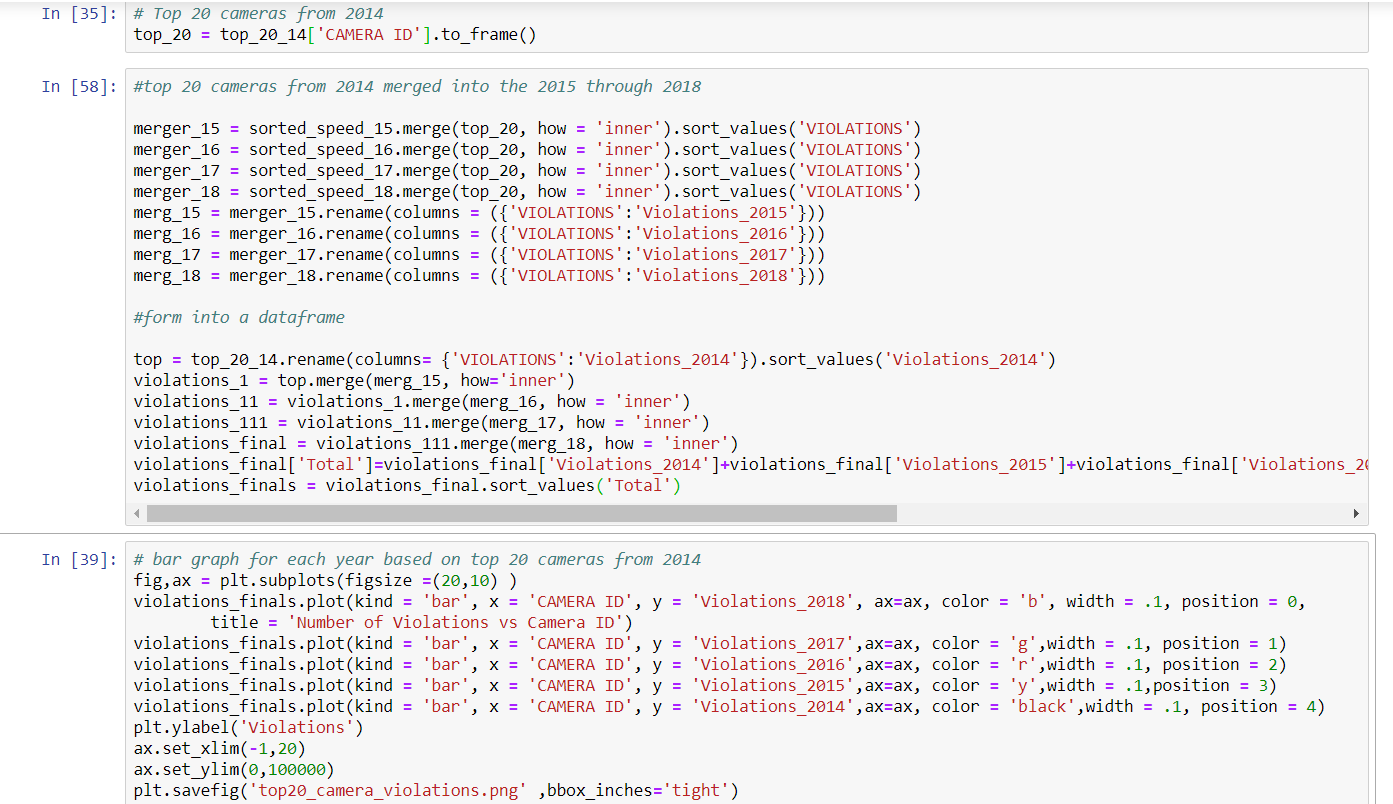 In [35]: # Top 20 cameras from 2014
top_20 = top_20_14['CAMERA ID'].to_frame()
In [58]: #top 20 cameras from 2014 merged into the 2015 through 2018
merger_15 = sorted_speed_15.merge(top_20, how = 'inner').sort_values('VIOLATIONS')
merger_16 = sorted_speed_16.merge(top_20, how = 'inner').sort_values('VIOLATIONS')
merger_17 = sorted_speed_17.merge(top_20, how = 'inner').sort_values('VIOLATIONS')
merger_18 = sorted_speed_18.merge(top_20, how = 'inner').sort_values('VIOLATIONS')
merg_15 = merger_15.rename(columns = ({'VIOLATIONS':'Violations_2015'}))
merg_16 = merger_16.rename(columns = ({'VIOLATIONS':'Violations_2016'}))
merg_17 = merger_17.rename(columns = ({'VIOLATIONS':'Violations_2017'}))
merg_18 = merger_18.rename(columns = ({'VIOLATIONS':'Violations_2018'}))
#form into a dataframe
top = top_20_14.rename(columns= {'VIOLATIONS':'Violations_2014'}).sort_values('Violations_2014')
violations_1 = top.merge(merg_15, how='inner')
violations_11 = violations_1.merge(merg_16, how = 'inner')
violations_111 = violations_11.merge(merg_17, how = 'inner')
violations_final = violations_111.merge(merg_18, how = 'inner')
violations_final['Total']=violations_final['Violations_2014']+violations_final['Violations_2015']+violations_final['Violations_2
violations_finals = violations_final.sort_values('Total')
In [39]: # bar graph for each year based on top 20 cameras from 2014
fig,ax = plt.subplots(figsize =(20,10) )
violations_finals.plot(kind = 'bar', x = 'CAMERA ID', y = 'Violations_2018', ax=ax, color = 'b', width = .1, position = 0,
title = 'Number of Violations vs Camera ID')
violations_finals.plot(kind = 'bar', x = 'CAMERA ID', y = 'Violations_2017',ax=ax, color = 'g',width = .1, position = 1)
violations_finals.plot(kind = 'bar', x = 'CAMERA ID', y = 'Violations_2016',ax=ax, color = 'r',width = .1, position = 2)
violations_finals.plot(kind = 'bar', x = 'CAMERA ID', y = 'Violations_2015',ax=ax, color = 'y',width = .1,position = 3)
violations_finals.plot(kind = 'bar', x = 'CAMERA ID', y = 'Violations_2014',ax=ax, color = 'black',width = .1, position = 4)
plt.ylabel('Violations')
ax.set_xlim(-1,20)
ax.set_ylim(0,100000)
plt.savefig('top20_camera_violations.png' ,bbox_inches='tight')